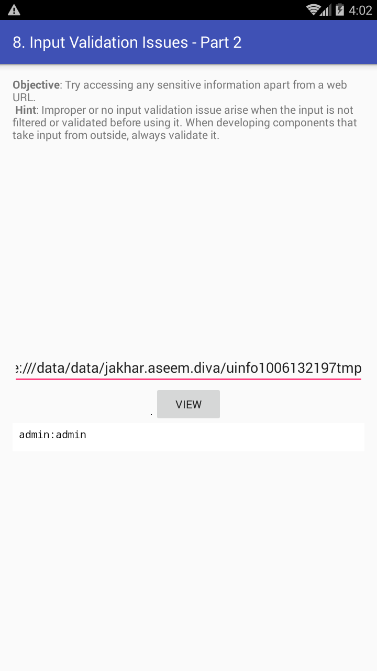 4:02
8. Input Validation Issues - Part 2
Objective: Try accessing any sensitive information apart from a web
URL.
Hint: Improper or no input validation issue arise when the input is not
filtered or validated before using it. When developing components that
take input from outside, always validate it.
e:///data/data/jakhar.aseem.diva/uinfo1006132197tmp
. VIEW
admin:admin